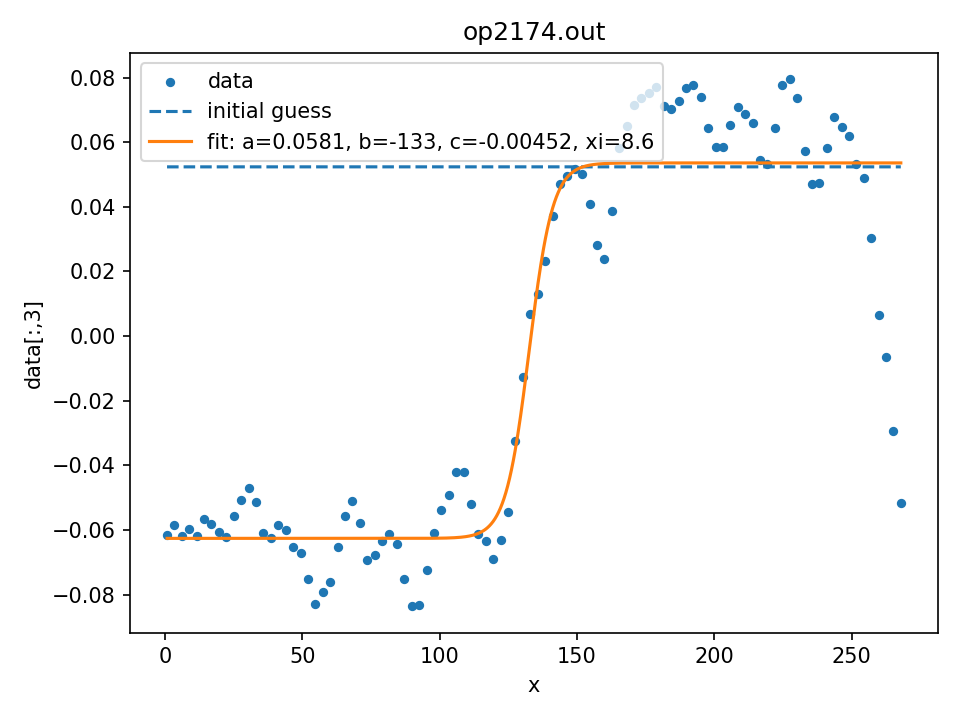 op2174.out
data
initial guess
fit: a=0.0581, b=-133, c=-0.00452, xi=8.6
0.08
0.06
0.04
0.02
0.00
−0.02
−0.04
−0.06
−0.08
data[:,3]
0 50 100 150 200 250
x